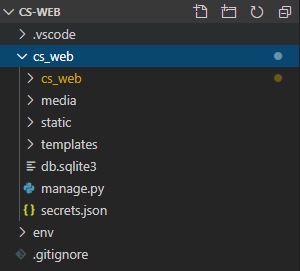 CS-WEB
.vscode
cs_web
cs_web
media
static
templates
db.sqlite3
manage.py
secrets.json
env
.gitignore